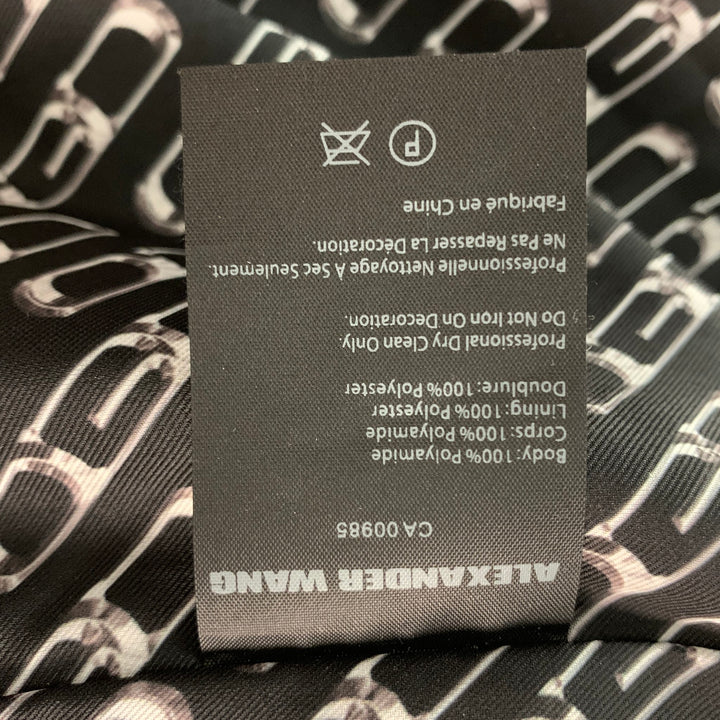 ALEXANDER WANG
CA 00985
Body: 100% Polyamide
Corps: 100% Polyamide
Lining: 100% Polyester
Doublure: 100% Polyester
Professional Dry Clean Only.
Do Not Iron On Decoration.
Professionnelle Nettoyage À Sec Seulement.
Ne Pas Repasser La Décoration.
Fabriqué en Chine
P